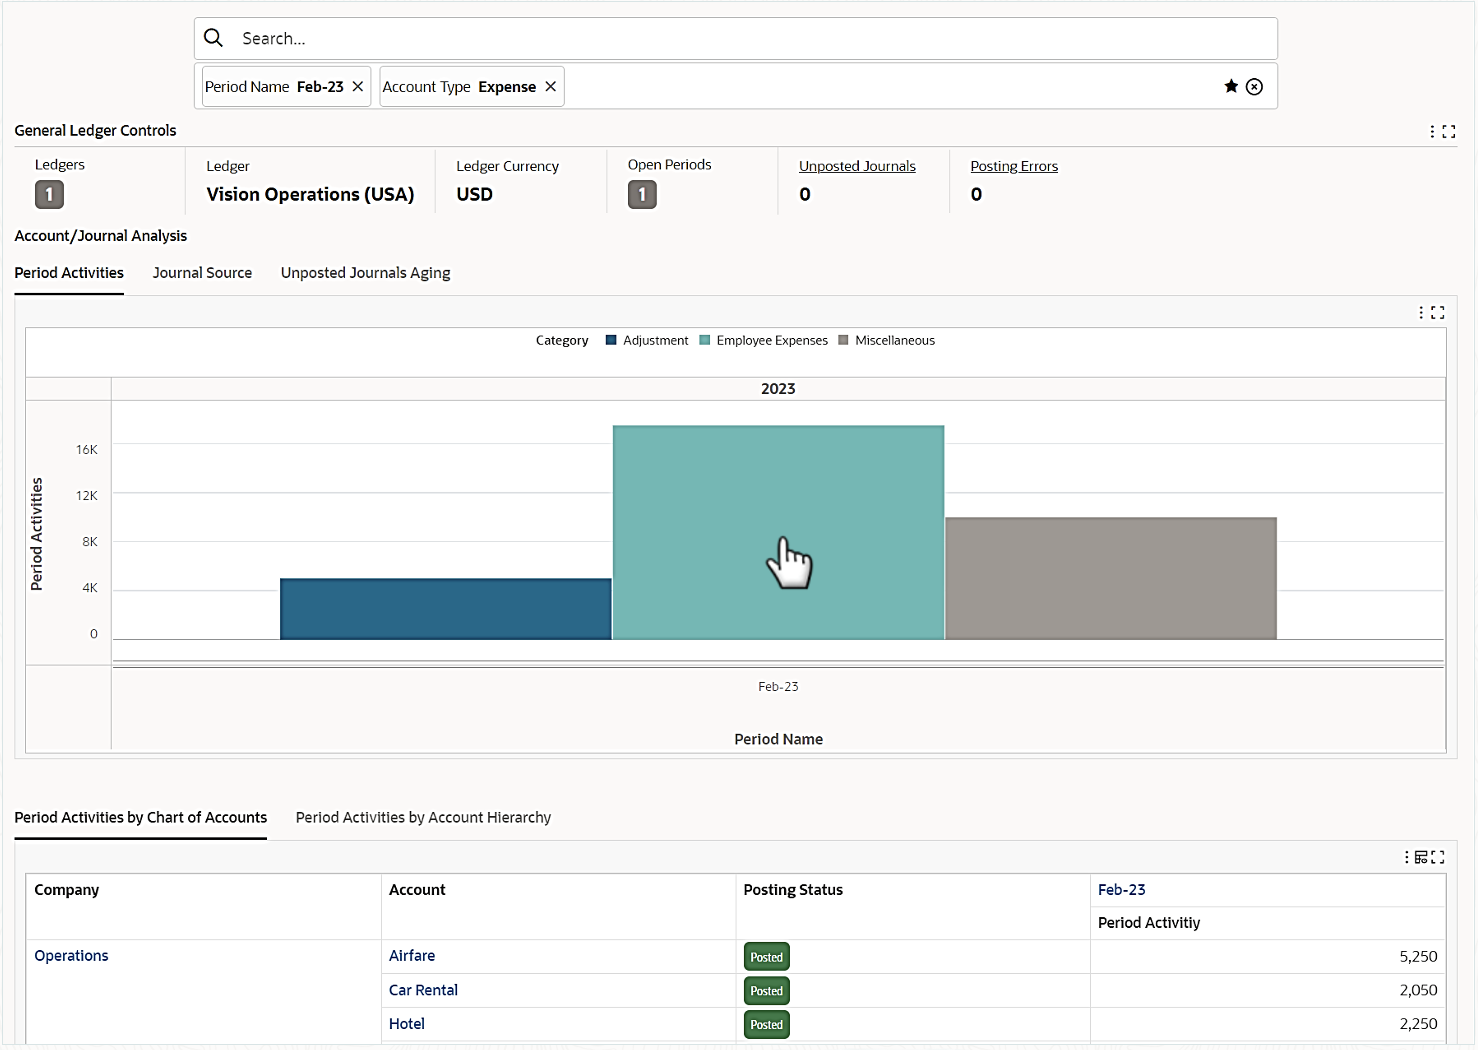 Search...
Period Name Feb-23 Account Type Expense
General Ledger Controls
Ledgers Ledger Ledger Currency Open Periods Unposted Journals Posting Errors
1 Vision Operations (USA) USD 1 0 0
Account/Journal Analysis
Period Activities Journal Source Unposted Journals Aging
Category Adjustment Employee Expenses Miscellaneous
2023
Period Activities
16K
12K
8K
4K
0
Feb-23
Period Name
Period Activities by Chart of Accounts Period Activities by Account Hierarchy
Company Account Posting Status Feb-23
Period Activitiy
Operations Airfare Posted 5,250
Car Rental Posted 2,050
Hotel Posted 2,250